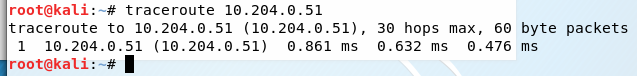 root@kali:~# traceroute 10.204.0.51
traceroute to 10.204.0.51 (10.204.0.51), 30 hops max, 60 byte packets
 1  10.204.0.51 (10.204.0.51)  0.861 ms  0.632 ms  0.476 ms
root@kali:~#